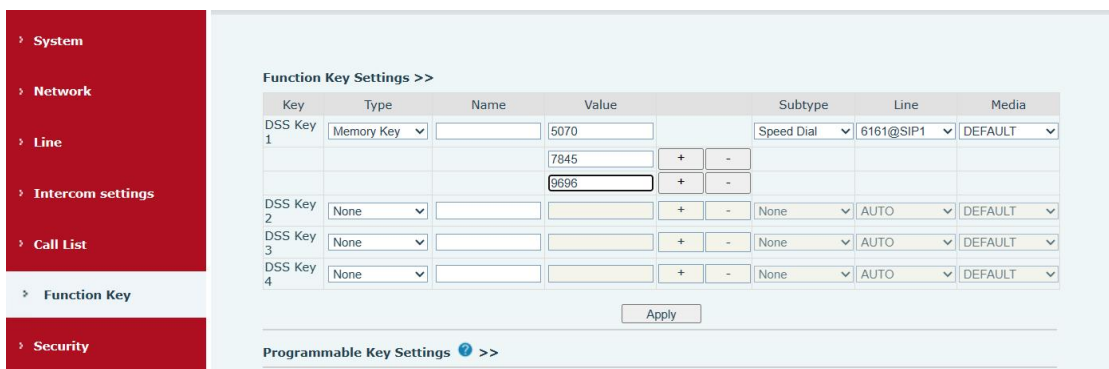 System
Network
Line
Intercom settings
Call List
Function Key
Security
Function Key Settings >>
Key Type Name Value Subtype Line Media
DSS Key 1 Memory Key 5070 Speed Dial 6161@SIP1 DEFAULT
7845 + -
9696 + -
DSS Key 2 None + - None AUTO DEFAULT
DSS Key 3 None + - None AUTO DEFAULT
DSS Key 4 None + - None AUTO DEFAULT
Apply
Programmable Key Settings ? >>